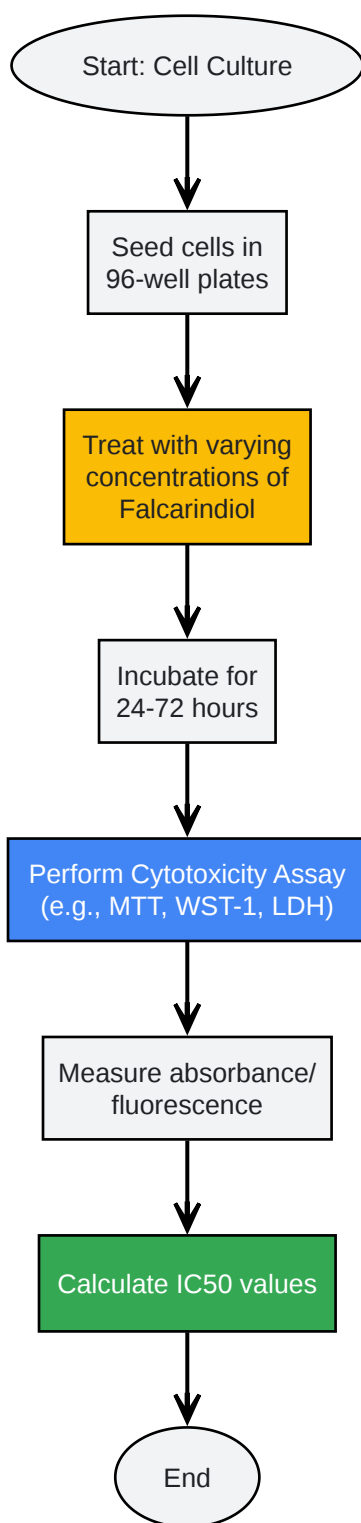 Start: Cell Culture
Seed cells in
96-well plates
Treat with varying
concentrations of
Falcarindiol
Incubate for
24-72 hours
Perform Cytotoxicity Assay
(e.g., MTT, WST-1, LDH)
Measure absorbance/
fluorescence
Calculate IC50 values
End